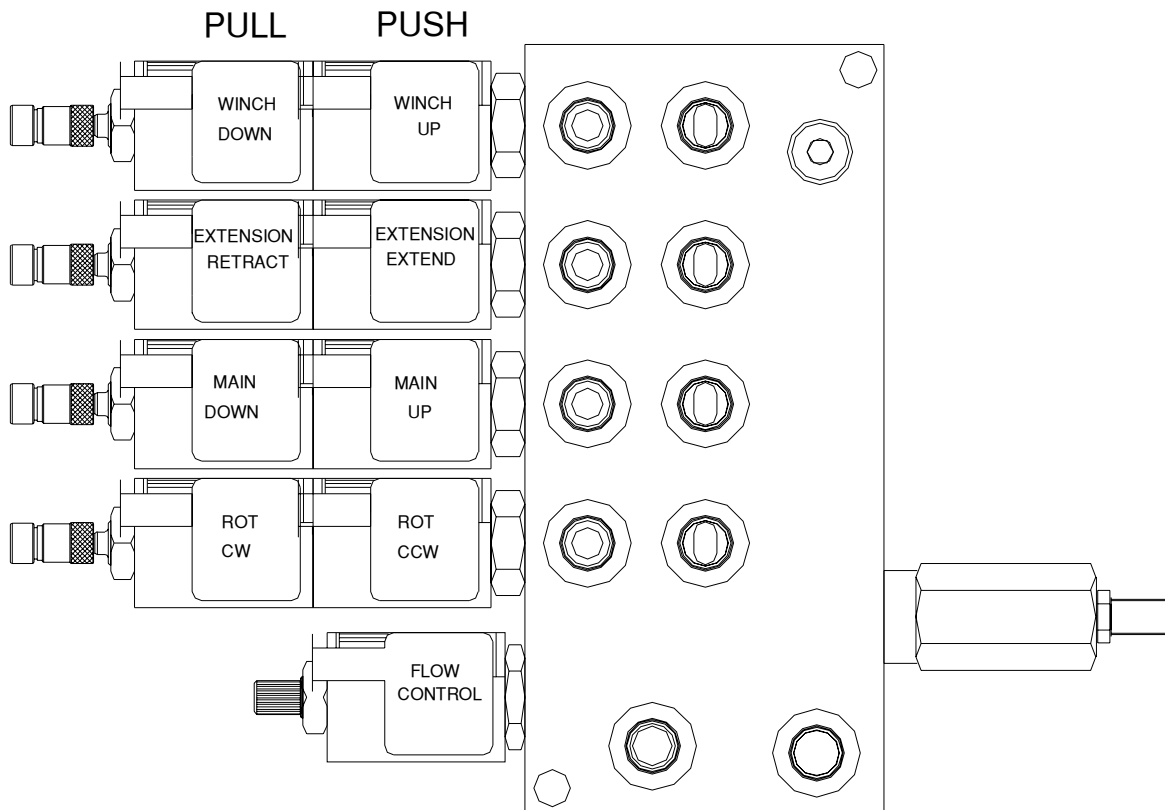 PULL PUSH
WINCH
DOWN
WINCH
UP
EXTENSION
RETRACT
EXTENSION
EXTEND
MAIN
DOWN
MAIN
UP
ROT
CW
ROT
CCW
FLOW
CONTROL